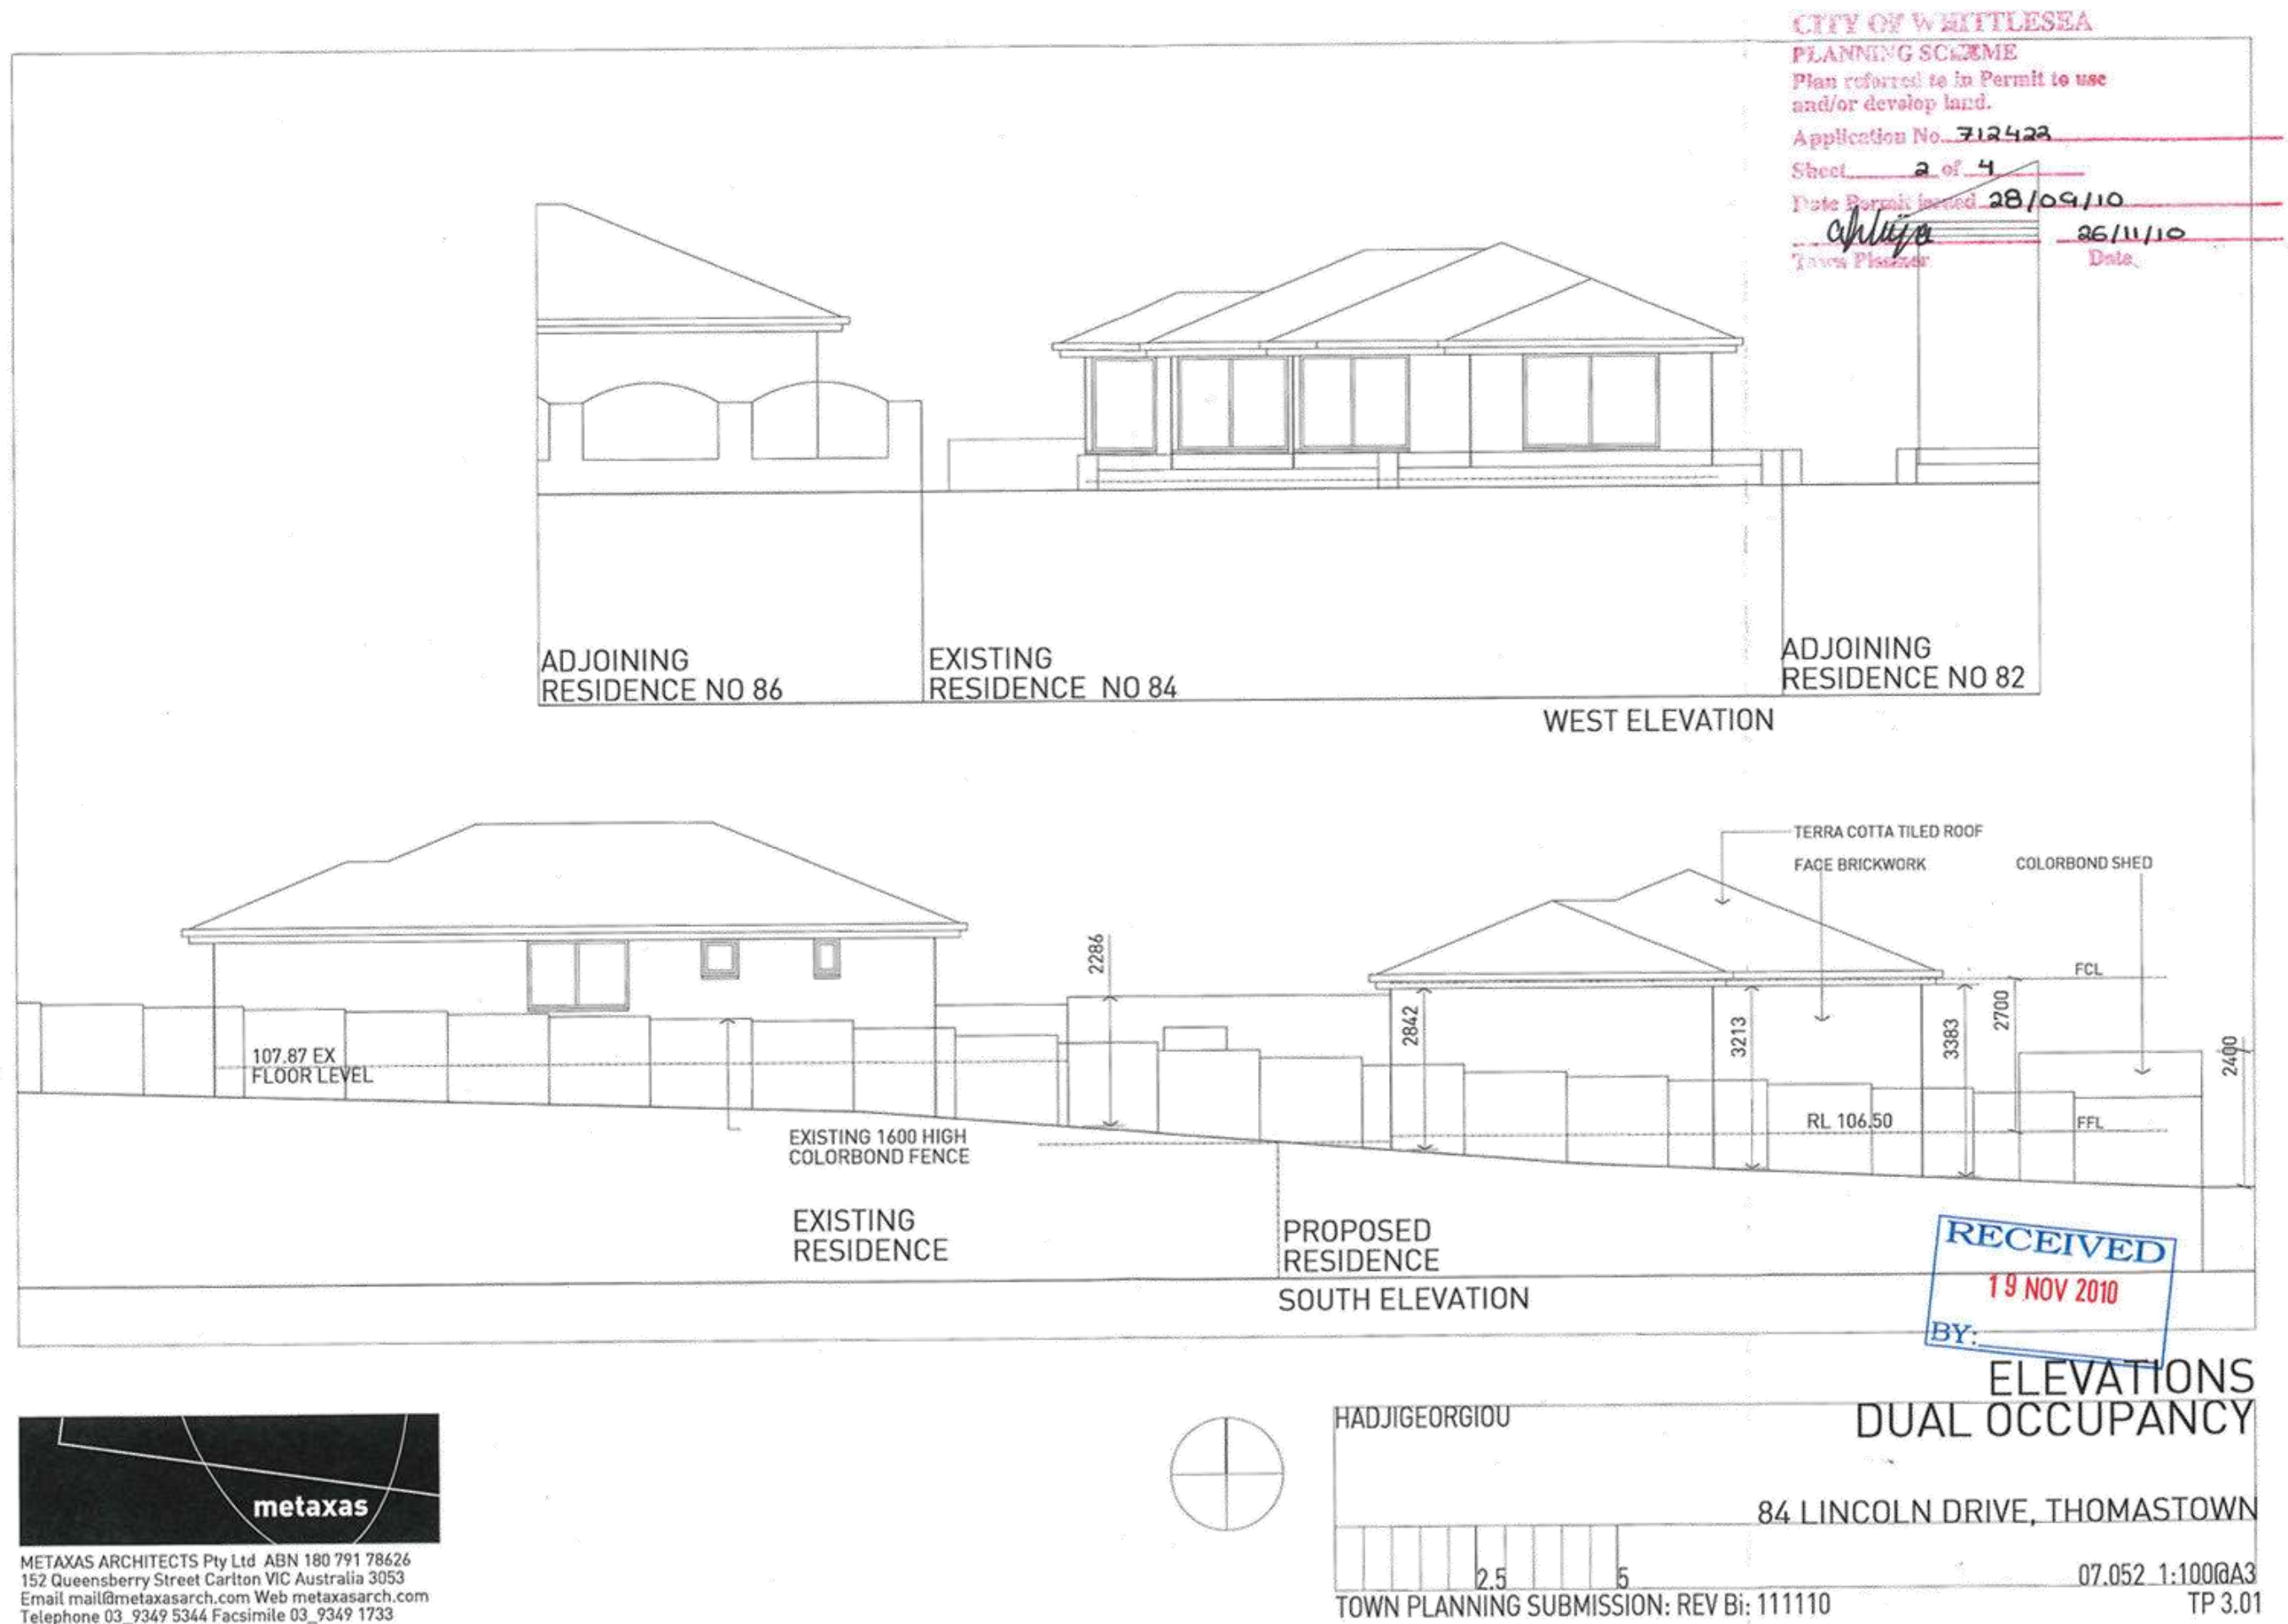 CITY OF WHITTLESEA
PLANNING SCHEME
Plan referred to in Permit to use
and/or develop land.
Application No. 712423
Sheet 2 of 4
Date Permit issued 28/09/10
26/11/10
Town Planner Date
ADJOINING
RESIDENCE NO 86
EXISTING
RESIDENCE NO 84
ADJOINING
RESIDENCE NO 82
WEST ELEVATION
TERRA COTTA TILED ROOF
FACE BRICKWORK
COLORBOND SHED
2286
2842
3213
3383
2700
2400
FCL
107.87 EX
FLOOR LEVEL
RL 106.50
FFL
EXISTING 1600 HIGH
COLORBOND FENCE
EXISTING
RESIDENCE
PROPOSED
RESIDENCE
SOUTH ELEVATION
RECEIVED
19 NOV 2010
BY:
ELEVATIONS
DUAL OCCUPANCY
HADJIGEORGIOU
84 LINCOLN DRIVE, THOMASTOWN
2.5 5
07.052 1:100@A3
TOWN PLANNING SUBMISSION: REV Bi: 111110
TP 3.01
metaxas
METAXAS ARCHITECTS Pty Ltd ABN 180 791 78626
152 Queensberry Street Carlton VIC Australia 3053
Email mail@metaxasarch.com Web metaxasarch.com
Telephone 03_9349 5344 Facsimile 03_9349 1733